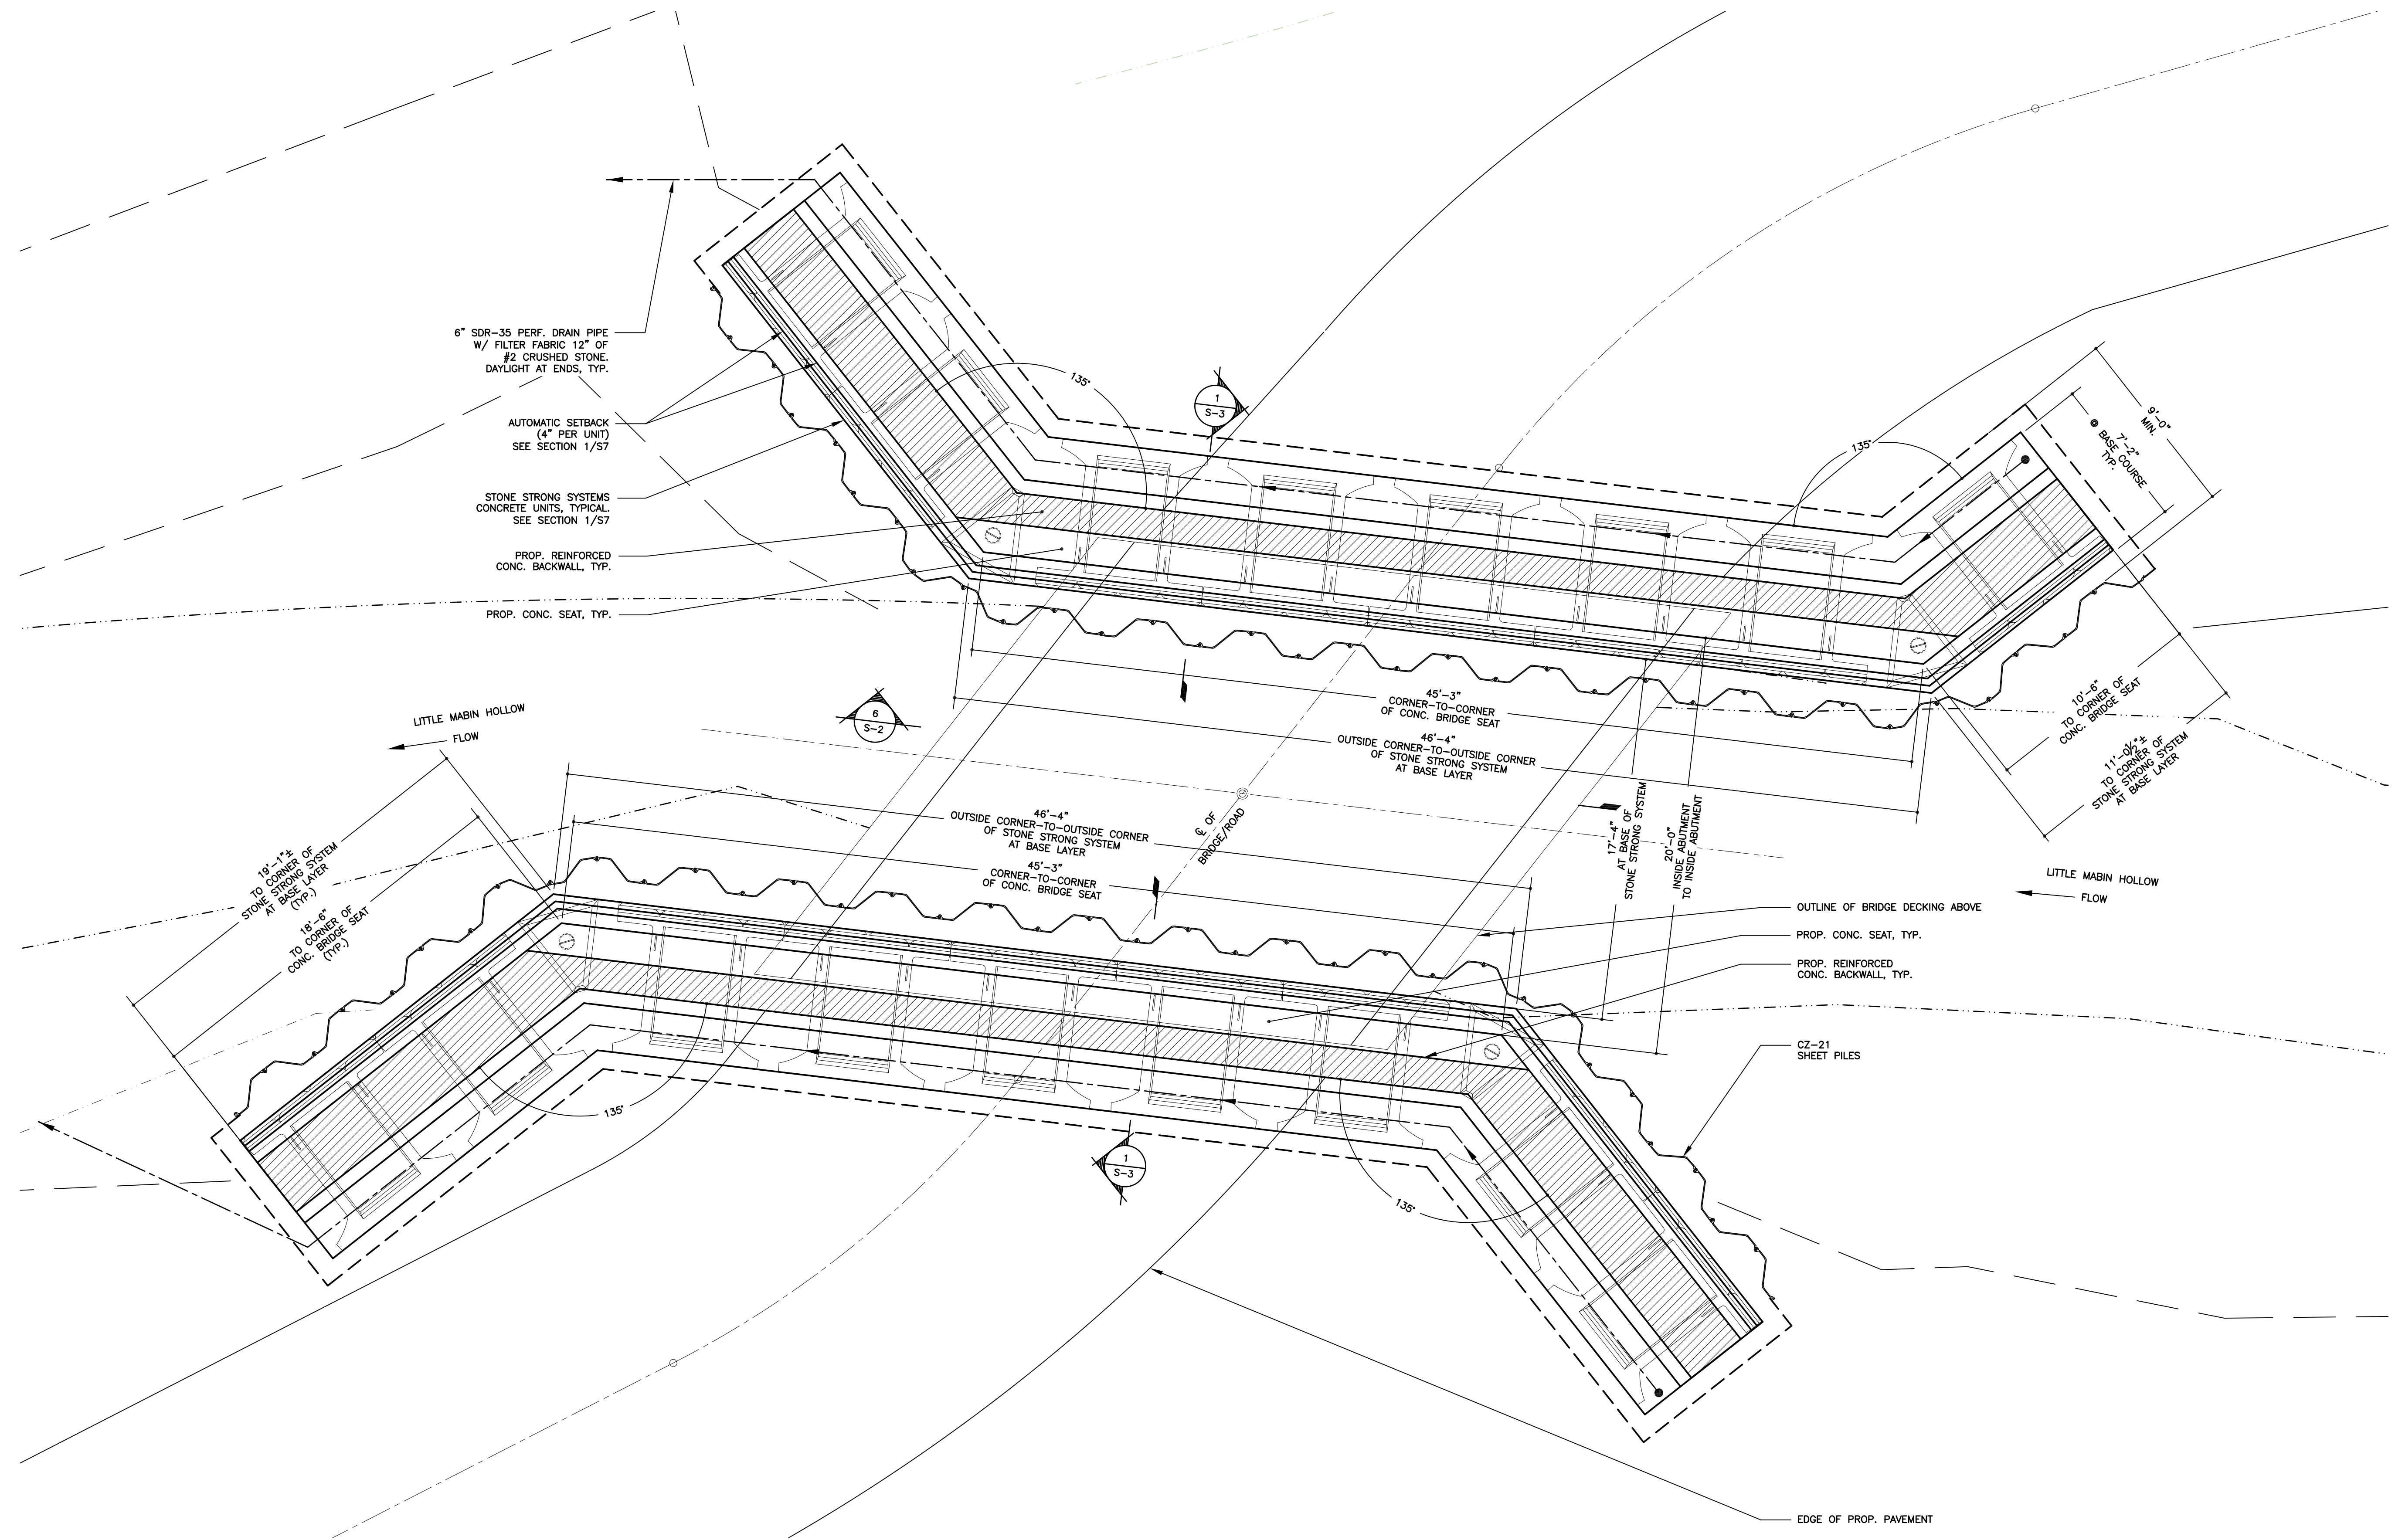 6" SDR-35 PERF. DRAIN PIPE
W/ FILTER FABRIC 12" OF
#2 CRUSHED STONE.
DAYLIGHT AT ENDS, TYP.
AUTOMATIC SETBACK
(4" PER UNIT)
SEE SECTION 1/S7
STONE STRONG SYSTEMS
CONCRETE UNITS, TYPICAL.
SEE SECTION 1/S7
PROP. REINFORCED
CONC. BACKWALL, TYP.
PROP. CONC. SEAT, TYP.
135°
1
S-3
135°
9'-0"
MIN.
7'-2"
@ BASE COURSE
TYP.
LITTLE MABIN HOLLOW
FLOW
6
S-2
45'-3"
CORNER-TO-CORNER
OF CONC. BRIDGE SEAT
46'-4"
OUTSIDE CORNER-TO-OUTSIDE CORNER
OF STONE STRONG SYSTEM
AT BASE LAYER
10'-6"
TO CORNER OF
CONC. BRIDGE SEAT
11'-0½"±
TO CORNER OF
STONE STRONG SYSTEM
AT BASE LAYER
46'-4"
OUTSIDE CORNER-TO-OUTSIDE CORNER
OF STONE STRONG SYSTEM
AT BASE LAYER
45'-3"
CORNER-TO-CORNER
OF CONC. BRIDGE SEAT
℄ OF
BRIDGE/ROAD
17'-4"
AT BASE OF
STONE STRONG SYSTEM
20'-0"
INSIDE ABUTMENT
TO INSIDE ABUTMENT
19'-1"±
TO CORNER OF
STONE STRONG SYSTEM
AT BASE LAYER
(TYP.)
18'-6"
TO CORNER OF
CONC. BRIDGE SEAT
(TYP.)
LITTLE MABIN HOLLOW
FLOW
OUTLINE OF BRIDGE DECKING ABOVE
PROP. CONC. SEAT, TYP.
PROP. REINFORCED
CONC. BACKWALL, TYP.
CZ-21
SHEET PILES
135°
1
S-3
135°
EDGE OF PROP. PAVEMENT